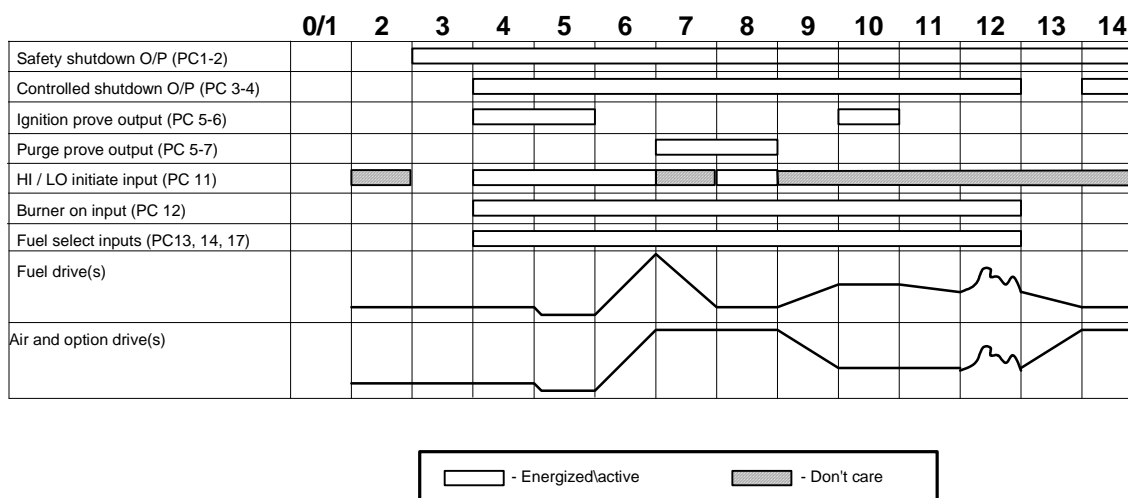 0/1 2 3 4 5 6 7 8 9 10 11 12 13 14
Safety shutdown O/P (PC1-2)
Controlled shutdown O/P (PC 3-4)
Ignition prove output (PC 5-6)
Purge prove output (PC 5-7)
HI / LO initiate input (PC 11)
Burner on input (PC 12)
Fuel select inputs (PC13, 14, 17)
Fuel drive(s)
Air and option drive(s)
- Energized\active - Don't care